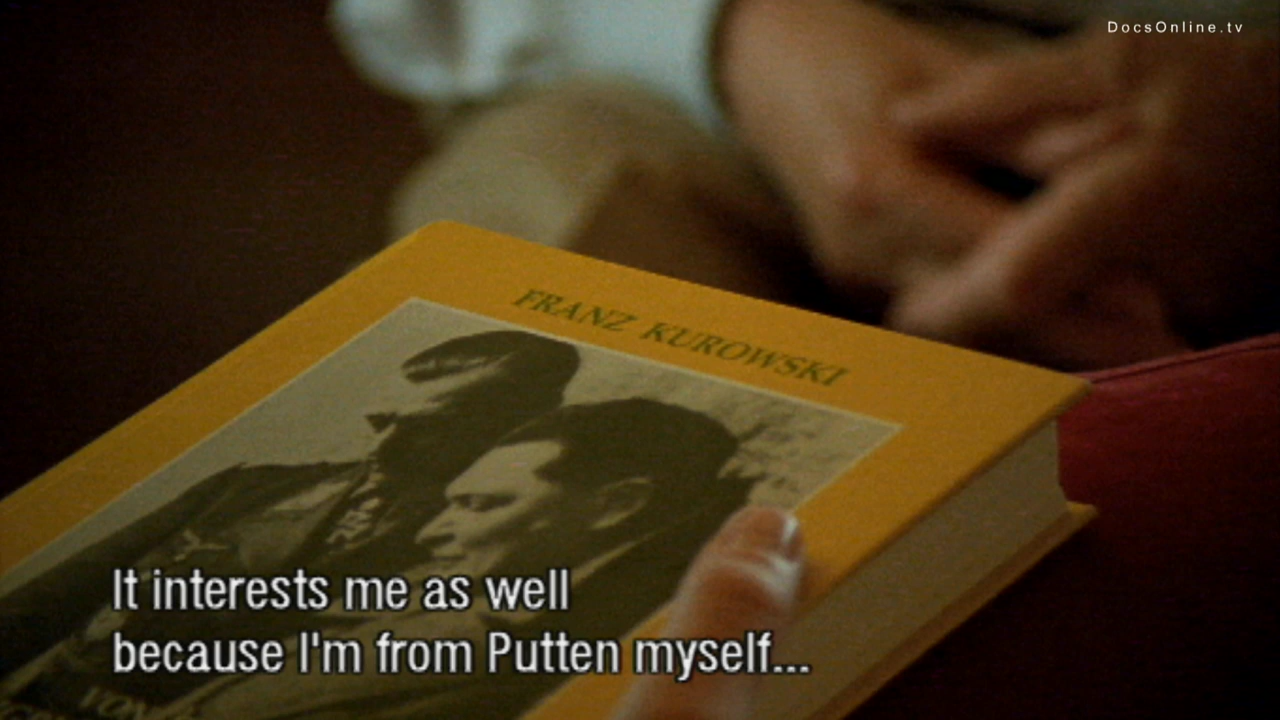 DocsOnline.tv
FRANZ KUROWSKI
It interests me as well
because I'm from Putten myself...